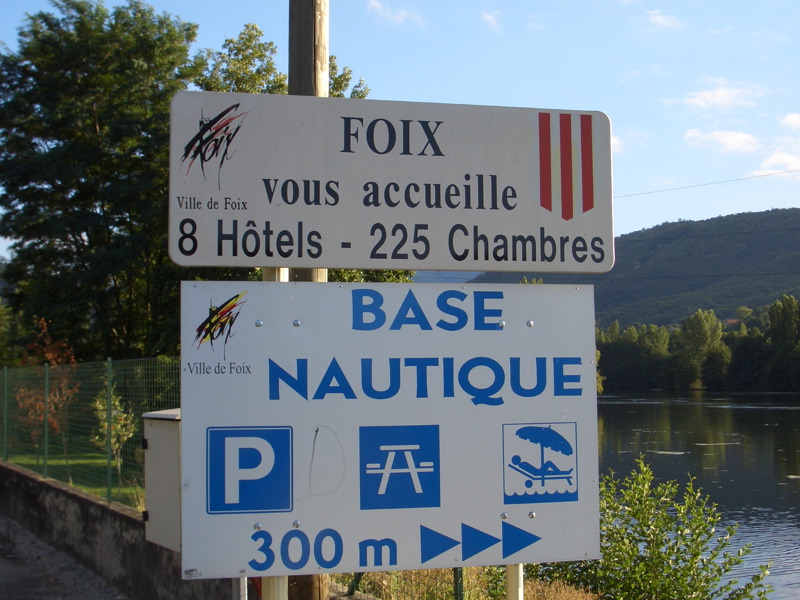 Foix
Ville de Foix
FOIX
vous accueille
8 Hôtels - 225 Chambres
Foix
Ville de Foix
BASE
NAUTIQUE
P
300 m